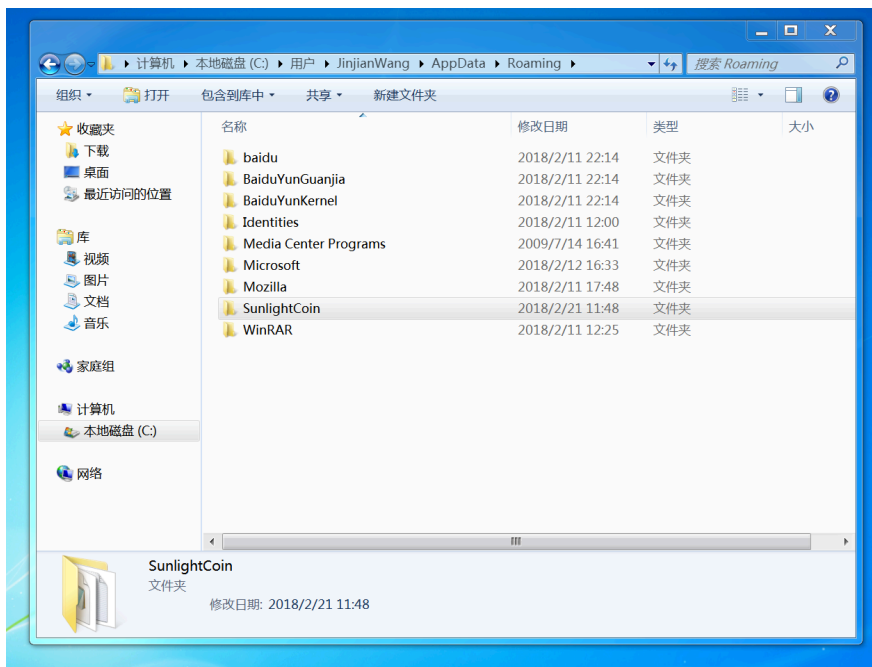 计算机 本地磁盘 (C:) 用户 JinjianWang AppData Roaming 搜索 Roaming
组织 打开 包含到库中 共享 新建文件夹
收藏夹
下载
桌面
最近访问的位置
库
视频
图片
文档
音乐
家庭组
计算机
本地磁盘 (C:)
网络
名称 修改日期 类型 大小
baidu 2018/2/11 22:14 文件夹
BaiduYunGuanjia 2018/2/11 22:14 文件夹
BaiduYunKernel 2018/2/11 22:14 文件夹
Identities 2018/2/11 12:00 文件夹
Media Center Programs 2009/7/14 16:41 文件夹
Microsoft 2018/2/12 16:33 文件夹
Mozilla 2018/2/11 17:48 文件夹
SunlightCoin 2018/2/21 11:48 文件夹
WinRAR 2018/2/11 12:25 文件夹
SunlightCoin
文件夹
修改日期: 2018/2/21 11:48